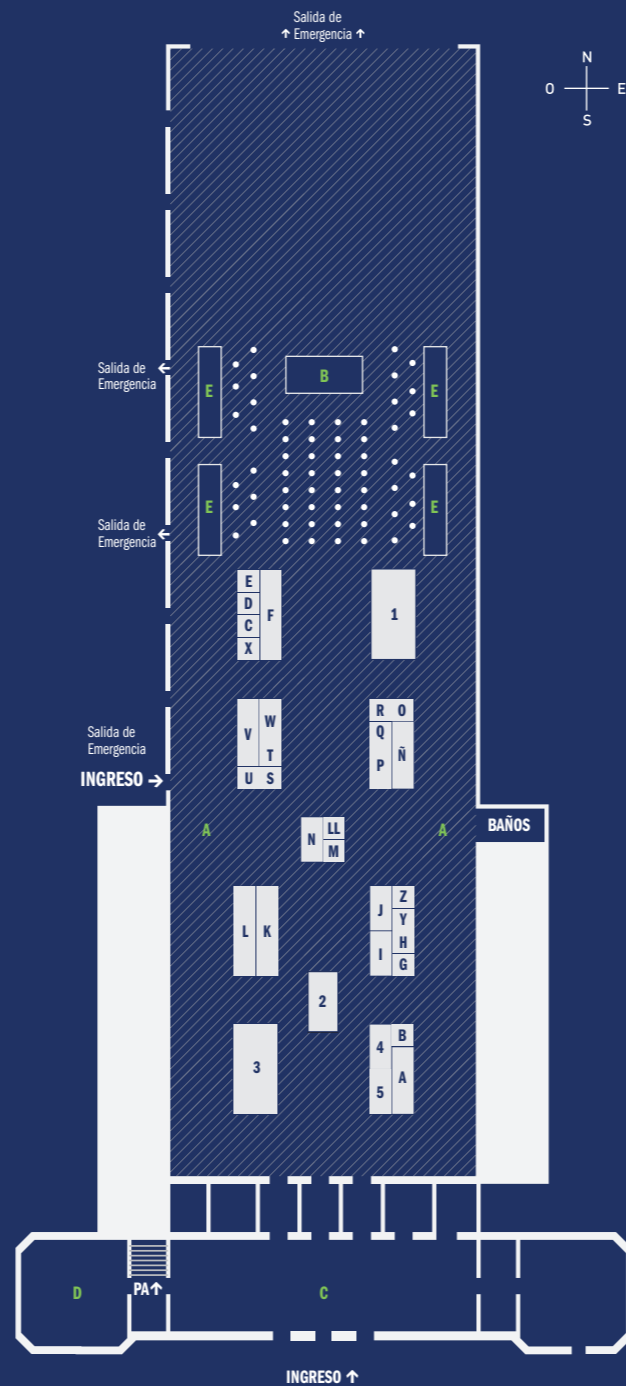 Salida de
↑ Emergencia ↑
N
O E
S
Salida de
Emergencia ←
E
B
E
E
E
Salida de
Emergencia ←
E
D
C
X
F
1
V
W
T
U S
R O
Q
P
Ñ
Salida de
Emergencia
INGRESO →
A
N
LL
M
A
BAÑOS
L
K
J
I
Z
Y
H
G
2
3
4
5
B
A
D
PA↑
C
INGRESO ↑